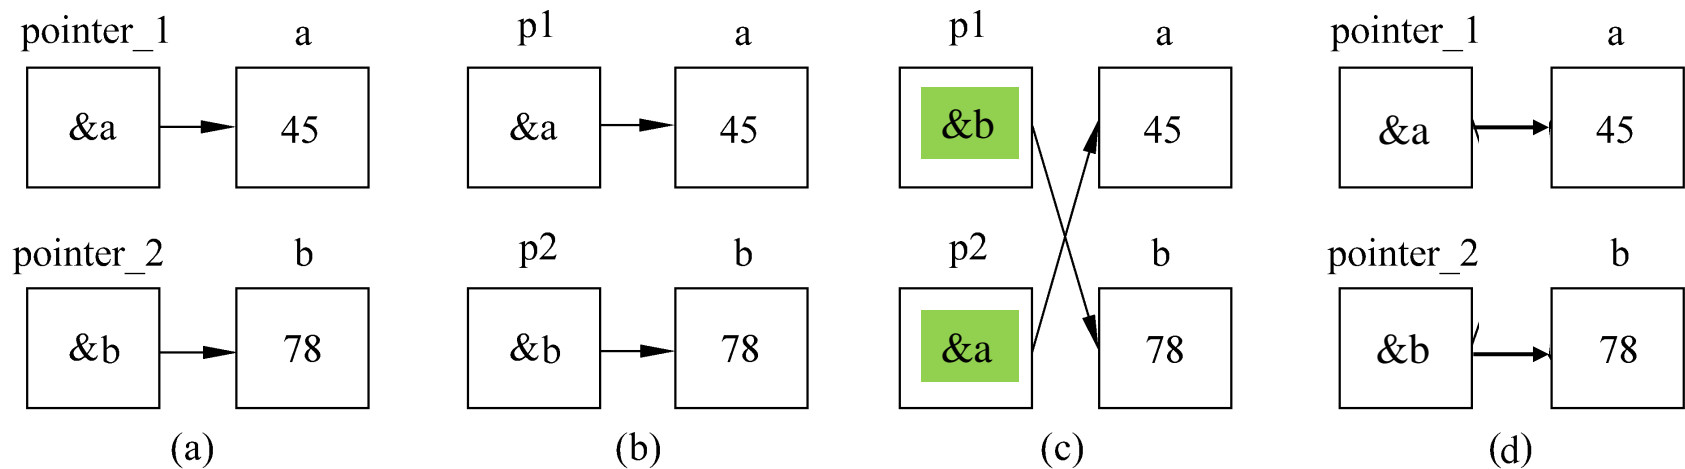 pointer_1 a p1 a p1 a pointer_1 a
&a 45 &a 45 &b 45 &a 45
pointer_2 b p2 b p2 b pointer_2 b
&b 78 &b 78 &a 78 &b 78
(a) (b) (c) (d)